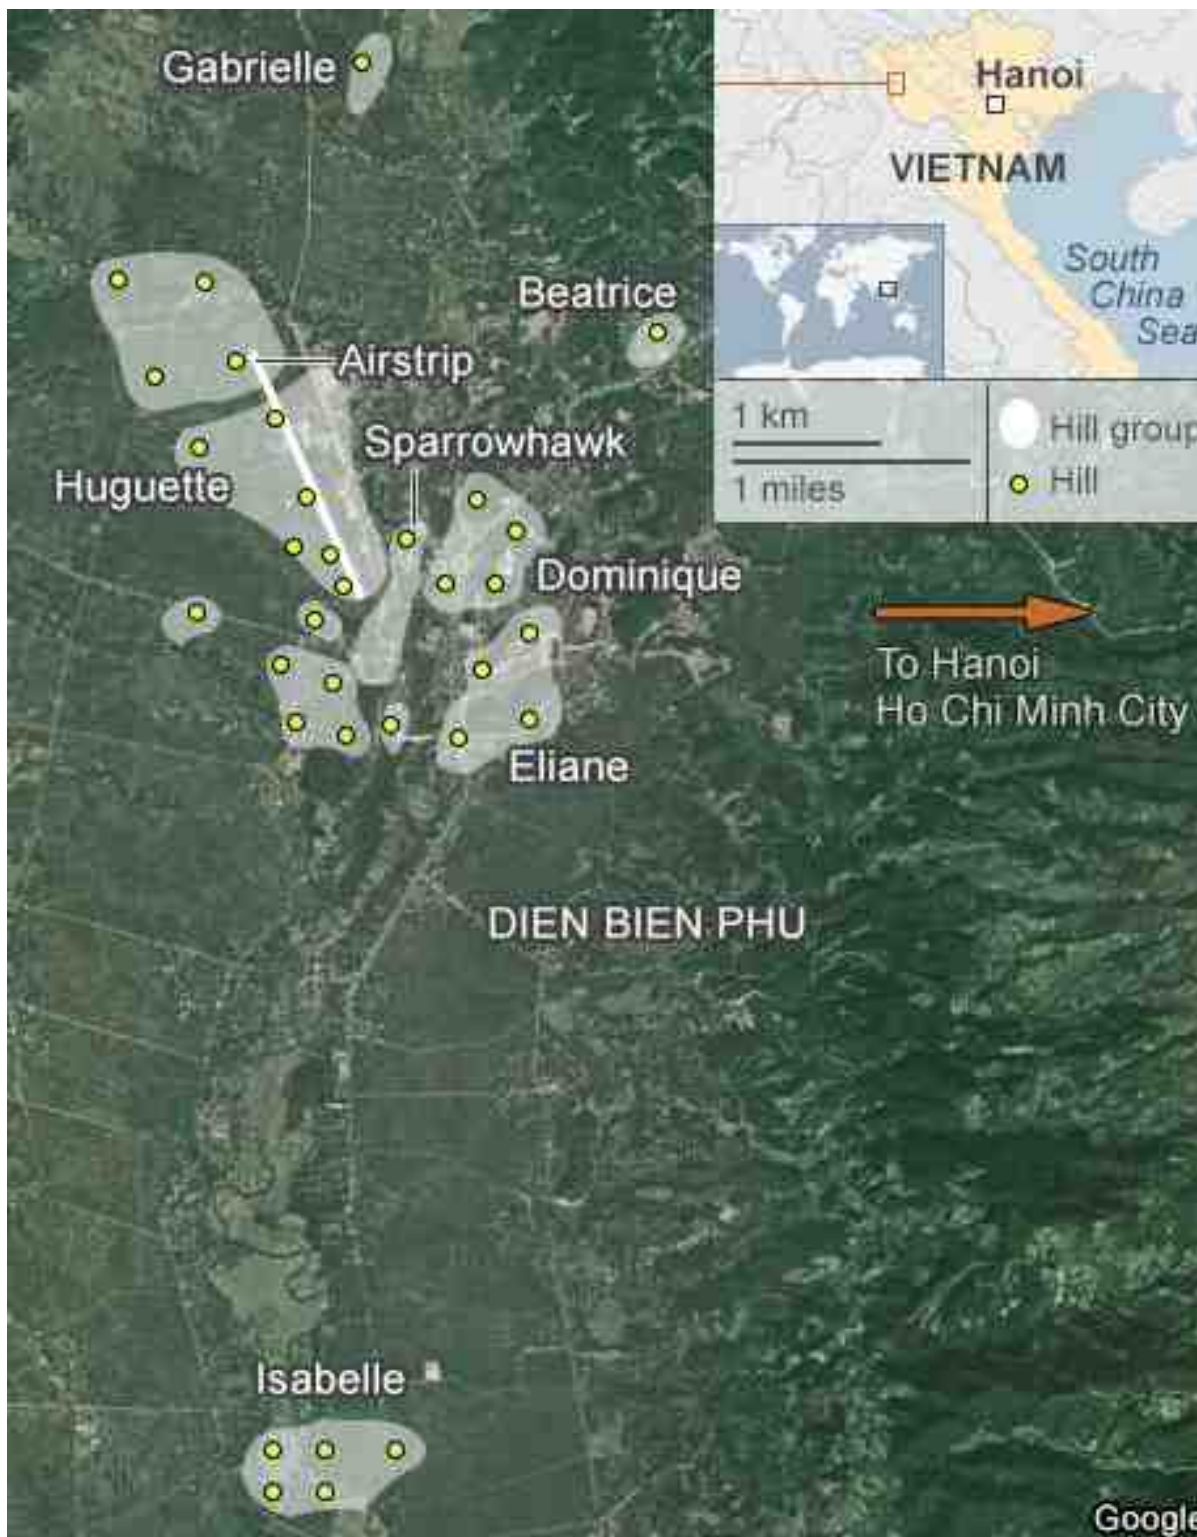 Gabrielle
Hanoi
VIETNAM
South
China
Sea
Beatrice
Airstrip
1 km
Hill group
Sparrowhawk
Huguette
1 miles
Hill
Dominique
To Hanoi
Ho Chi Minh City
Eliane
DIEN BIEN PHU
Isabelle
Google